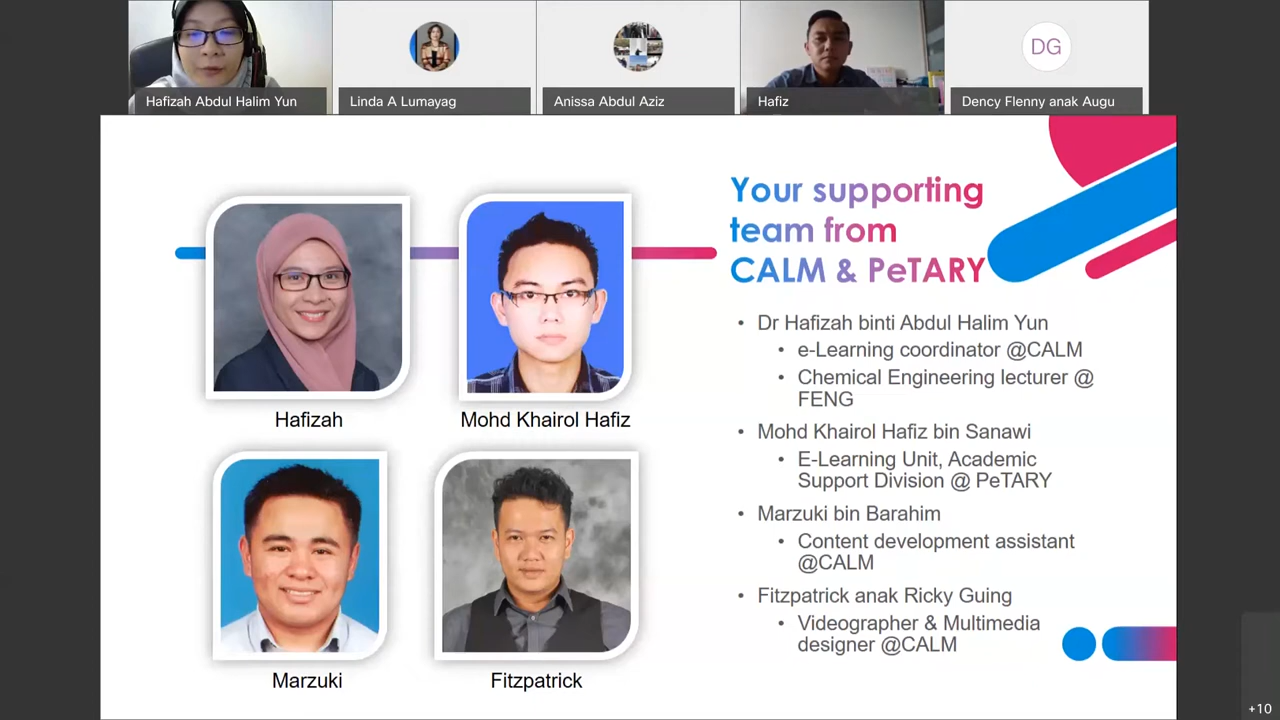 Hafizah Abdul Halim Yun
Linda A Lumayag
Anissa Abdul Aziz
Hafiz
DG
Dency Flenny anak Augu
Your supporting
team from
CALM & PeTARY
• Dr Hafizah binti Abdul Halim Yun
• e-Learning coordinator @CALM
• Chemical Engineering lecturer @
FENG
• Mohd Khairol Hafiz bin Sanawi
• E-Learning Unit, Academic
Support Division @ PeTARY
• Marzuki bin Barahim
• Content development assistant
@CALM
• Fitzpatrick anak Ricky Guing
• Videographer & Multimedia
designer @CALM
Hafizah
Mohd Khairol Hafiz
Marzuki
Fitzpatrick
+10